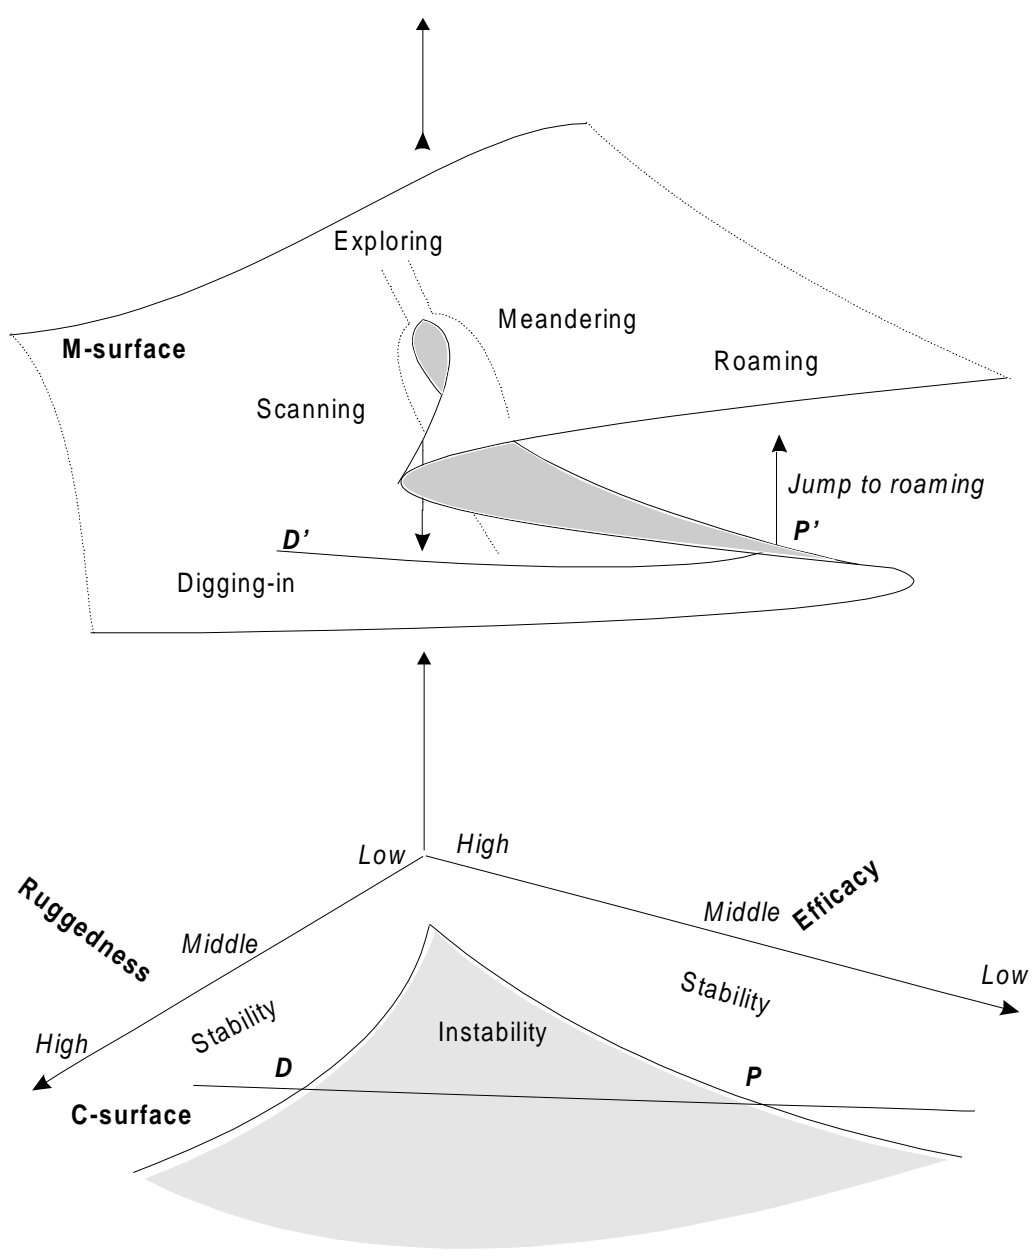 Exploring
Meandering
M-surface
Roaming
Scanning
Jump to roaming
D’
P’
Digging-in
Low
High
Ruggedness
Middle
Middle
Efficacy
Low
Stability
Stability
High
Instability
D
P
C-surface